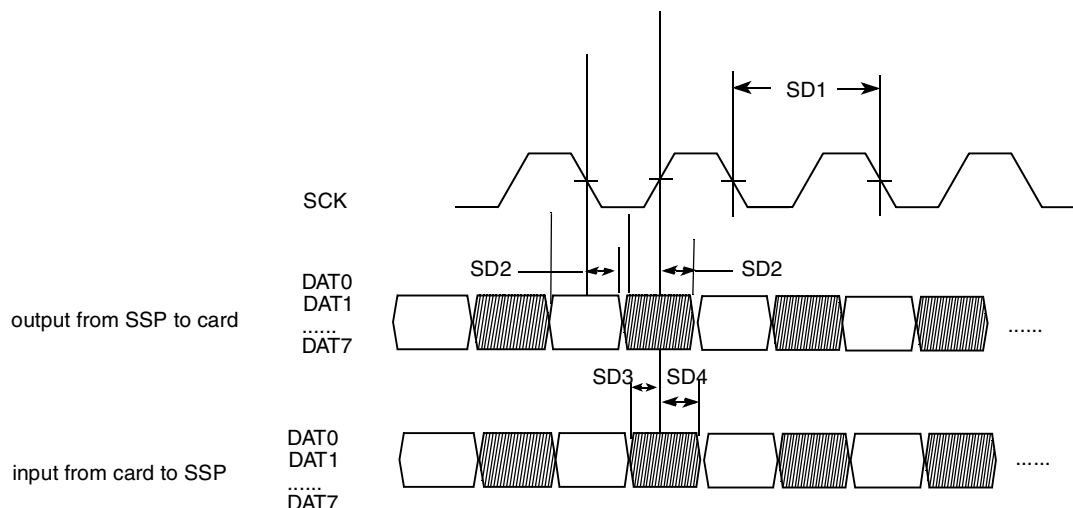 SD1
SCK
SD2
SD2
DAT0
DAT1
......
DAT7
output from SSP to card
......
SD3
SD4
DAT0
DAT1
......
DAT7
input from card to SSP
......